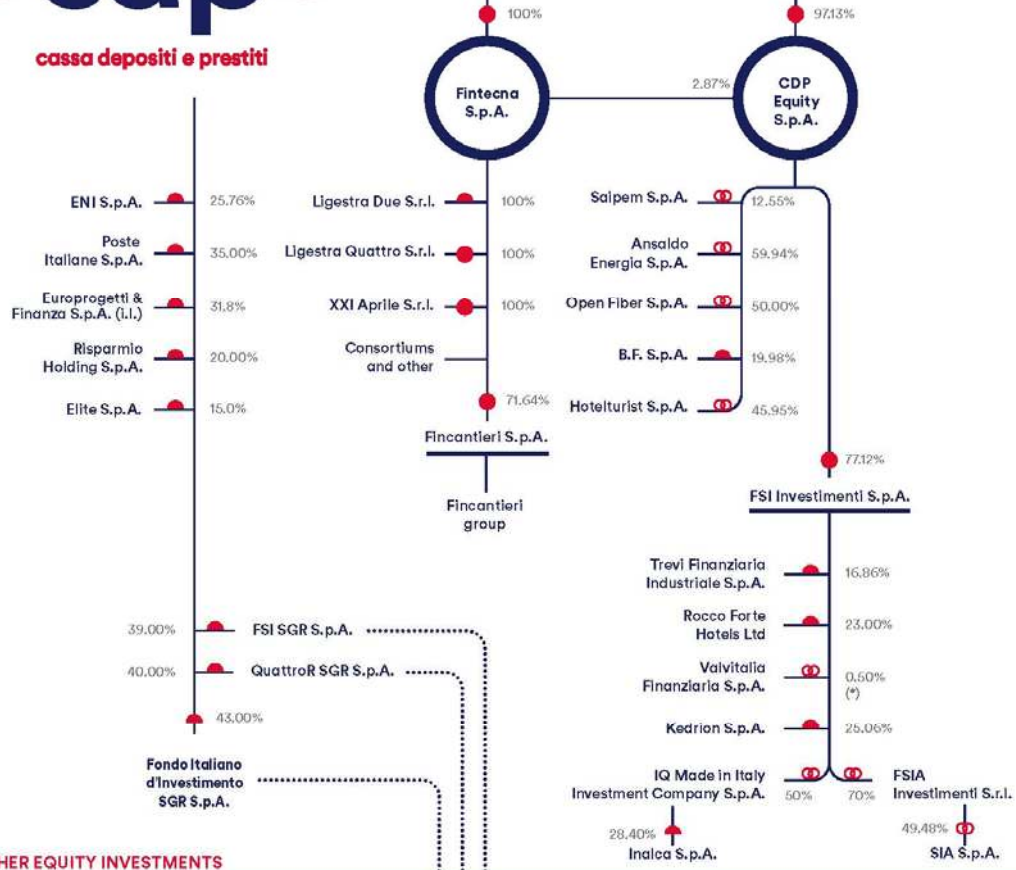 cdp
cassa depositi e prestiti
100%
97.13%
Fintecna
S.p.A.
2.87%
CDP
Equity
S.p.A.
ENI S.p.A.
25.76%
Poste
Italiane S.p.A.
35.00%
Europrogetti &
Finanza S.p.A. (i.l.)
31,8%
Risparmio
Holding S.p.A.
20.00%
Elite S.p.A.
15.0%
Ligestra Due S.r.l.
100%
Ligestra Quattro S.r.l.
100%
XXI Aprile S.r.l.
100%
Consortiums
and other
71.64%
Fincantieri S.p.A.
Fincantieri
group
Saipem S.p.A.
12.55%
Ansaldo
Energia S.p.A.
59.94%
Open Fiber S.p.A.
50.00%
B.F. S.p.A.
19.98%
Hotelturist S.p.A.
45.95%
77.12%
FSI Investimenti S.p.A.
Trevi Finanziaria
Industriale S.p.A.
16.86%
Rocco Forte
Hotels Ltd
23.00%
Valvitalia
Finanziaria S.p.A.
0.50%
(*)
Kedrion S.p.A.
25.06%
IQ Made in Italy
Investment Company S.p.A.
50%
70%
FSIA
Investimenti S.r.l.
28.40%
Inalca S.p.A.
49.48%
SIA S.p.A.
39.00%
FSI SGR S.p.A.
40.00%
QuattroR SGR S.p.A.
43.00%
Fondo Italiano
d'Investimento
SGR S.p.A.
HER EQUITY INVESTMENTS